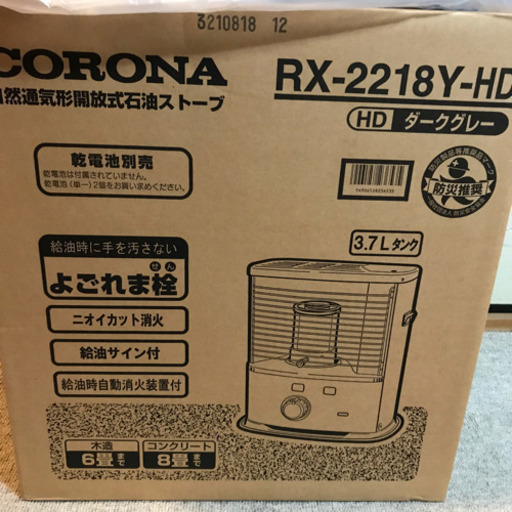 3210818 12
CORONA
自然通気形開放式石油ストーブ
RX-2218Y-HD
HD ダークグレー
乾電池別売
乾電池は付属されていません。
乾電池(単一)2個をお買い求めください。
防災推奨
3.7Lタンク
給油時に手を汚さない
よごれま栓
せん
ニオイカット消火
給油サイン付
給油時自動消火装置付
木造
6畳まで
コンクリート
8畳まで